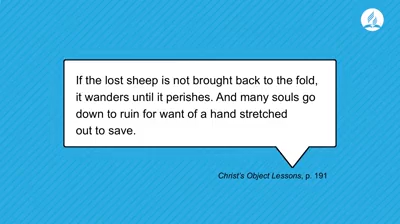 If the lost sheep is not brought back to the fold,
it wanders until it perishes. And many souls go
down to ruin for want of a hand stretched
out to save.
Christ's Object Lessons, p. 191